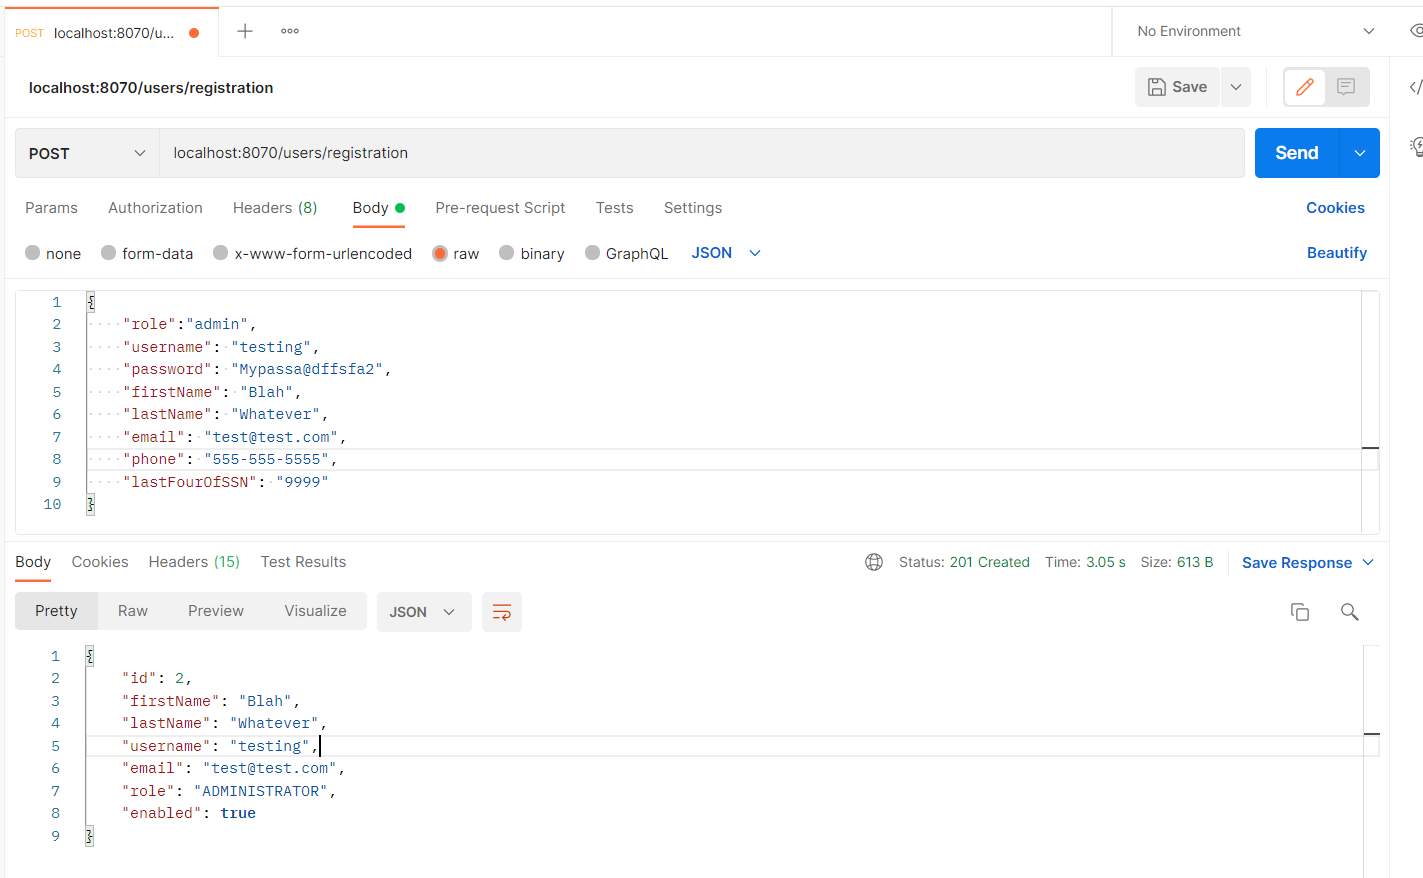 POST localhost:8070/u...
No Environment
localhost:8070/users/registration
Save
POST localhost:8070/users/registration Send
Params Authorization Headers (8) Body Pre-request Script Tests Settings Cookies
none form-data x-www-form-urlencoded raw binary GraphQL JSON Beautify
1 {
2 "role":"admin",
3 "username": "testing",
4 "password": "Mypassa@dffsfa2",
5 "firstName": "Blah",
6 "lastName": "Whatever",
7 "email": "test@test.com",
8 "phone": "555-555-5555",
9 "lastFourOfSSN": "9999"
10 }
Body Cookies Headers (15) Test Results Status: 201 Created Time: 3.05 s Size: 613 B Save Response
Pretty Raw Preview Visualize JSON
1 {
2 "id": 2,
3 "firstName": "Blah",
4 "lastName": "Whatever",
5 "username": "testing",
6 "email": "test@test.com",
7 "role": "ADMINISTRATOR",
8 "enabled": true
9 }